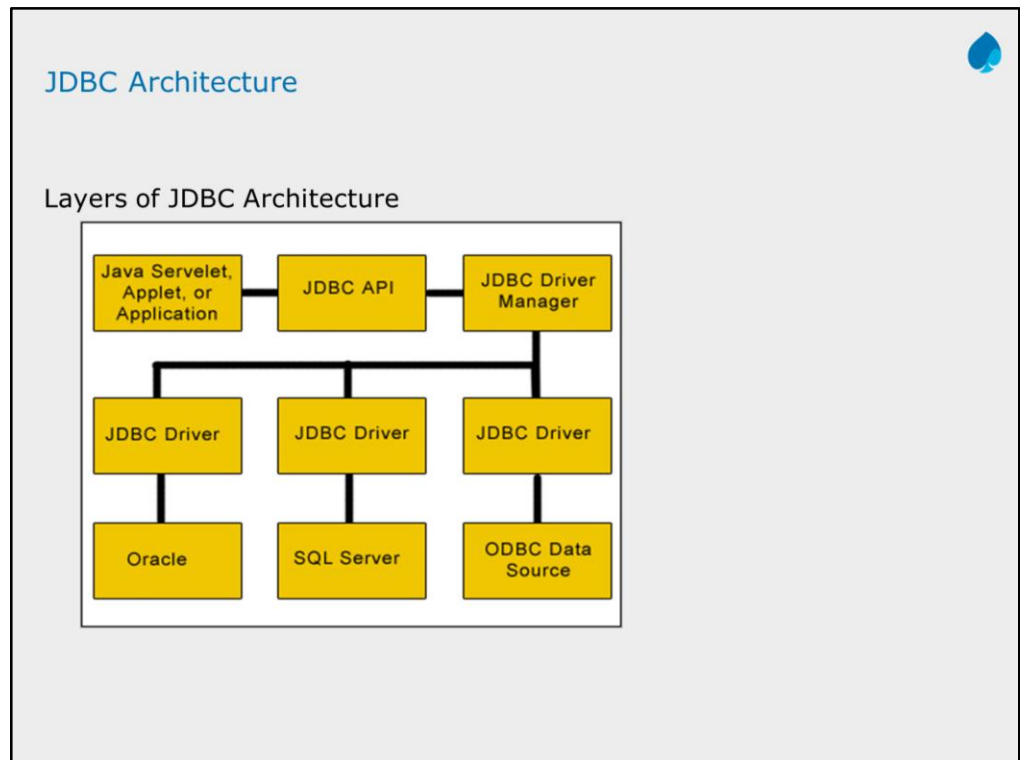 JDBC Architecture
Layers of JDBC Architecture
Java Servelet,
Applet, or
Application
JDBC API
JDBC Driver
Manager
JDBC Driver
JDBC Driver
JDBC Driver
Oracle
SQL Server
ODBC Data
Source